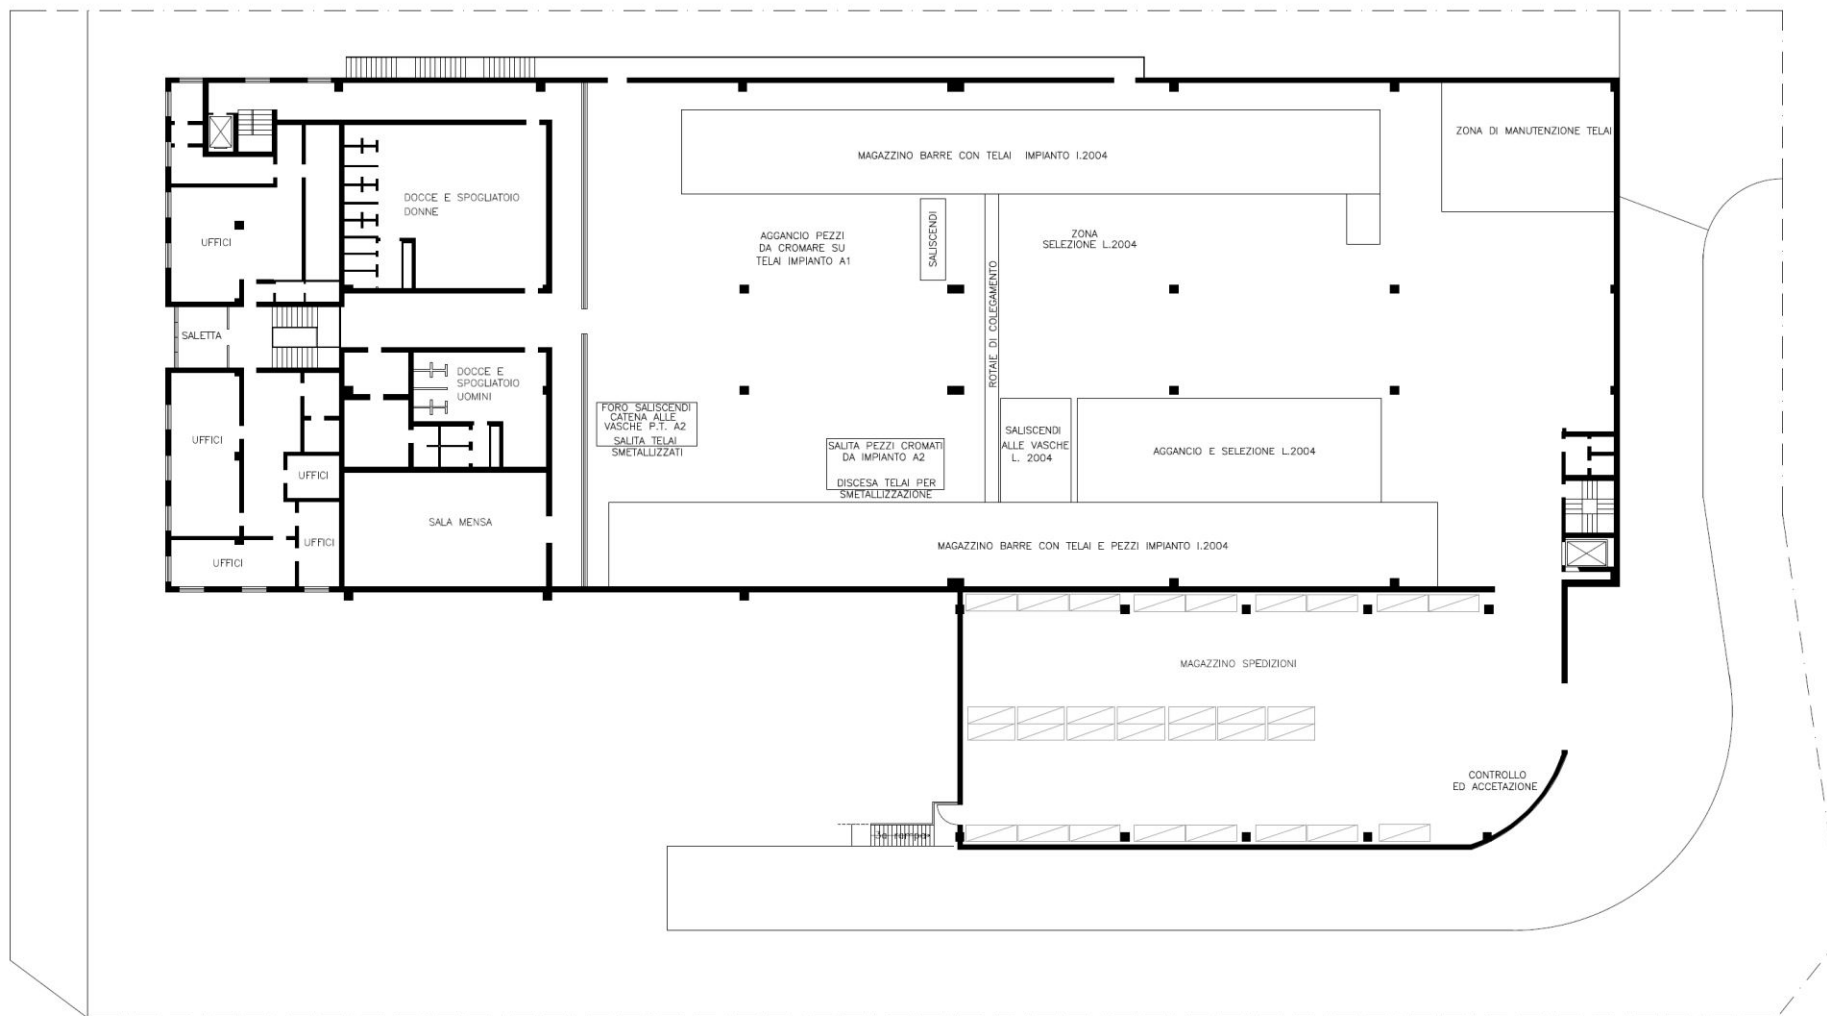 ZONA DI MANUTENZIONE TELAI
MAGAZZINO BARRE CON TELAI IMPIANTO I.2004
DOCCE E SPOGLIATOIO
DONNE
UFFICI
AGGANCIO PEZZI
DA CROMARE SU
TELAI IMPIANTO A1
SALISCENDI
ZONA
SELEZIONE L.2004
ROTAIE DI COLEGAMENTO
SALETTA
DOCCE E
SPOGLIATOIO
UOMINI
UFFICI
FORO SALISCENDI
CATENA ALLE
VASCHE P.T. A2
SALITA TELAI
SMETALLIZZATI
SALITA PEZZI CROMATI
DA IMPIANTO A2
DISCESA TELAI PER
SMETALLIZZAZIONE
SALISCENDI
ALLE VASCHE
L. 2004
AGGANCIO E SELEZIONE L.2004
UFFICI
SALA MENSA
UFFICI
UFFICI
MAGAZZINO BARRE CON TELAI E PEZZI IMPIANTO I.2004
MAGAZZINO SPEDIZIONI
CONTROLLO
ED ACCETAZIONE
rampa